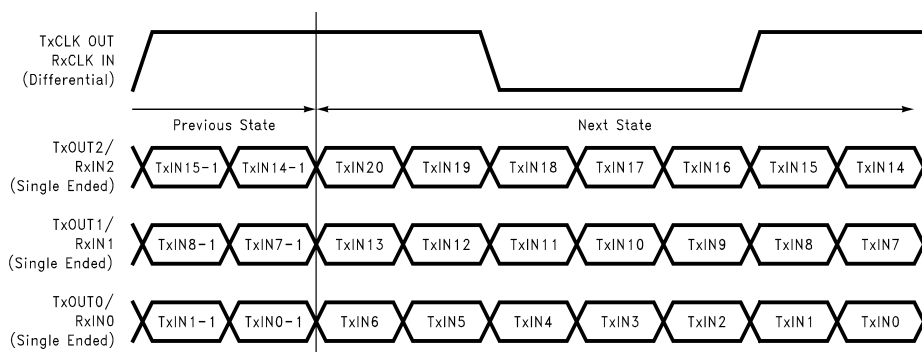 TxCLK OUT
RxCLK IN
(Differential)
Previous State
Next State
TxOUT2/
RxIN2
(Single Ended)
TxIN15-1 TxIN14-1 TxIN20 TxIN19 TxIN18 TxIN17 TxIN16 TxIN15 TxIN14
TxOUT1/
RxIN1
(Single Ended)
TxIN8-1 TxIN7-1 TxIN13 TxIN12 TxIN11 TxIN10 TxIN9 TxIN8 TxIN7
TxOUT0/
RxIN0
(Single Ended)
TxIN1-1 TxIN0-1 TxIN6 TxIN5 TxIN4 TxIN3 TxIN2 TxIN1 TxIN0